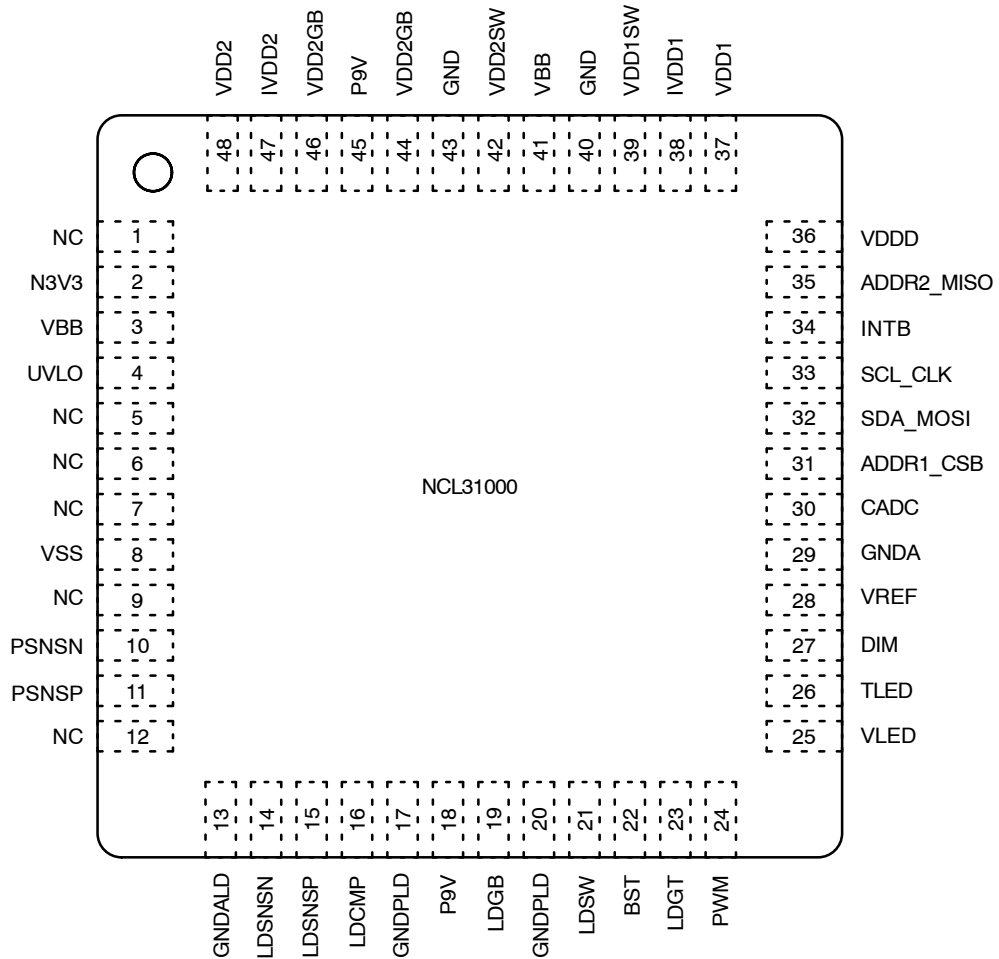 VDD2
IVDD2
VDD2GB
P9V
VDD2GB
GND
VDD2SW
VBB
GND
VDD1SW
IVDD1
VDD1
48
47
46
45
44
43
42
41
40
39
38
37
NC 1
N3V3 2
VBB 3
UVLO 4
NC 5
NC 6
NC 7
VSS 8
NC 9
PSNSN 10
PSNSP 11
NC 12
NCL31000
36 VDDD
35 ADDR2_MISO
34 INTB
33 SCL_CLK
32 SDA_MOSI
31 ADDR1_CSB
30 CADC
29 GNDA
28 VREF
27 DIM
26 TLED
25 VLED
13
14
15
16
17
18
19
20
21
22
23
24
GNDALD
LDSNSN
LDSNSP
LDCMP
GNDPLD
P9V
LDGB
GNDPLD
LDSW
BST
LDGT
PWM